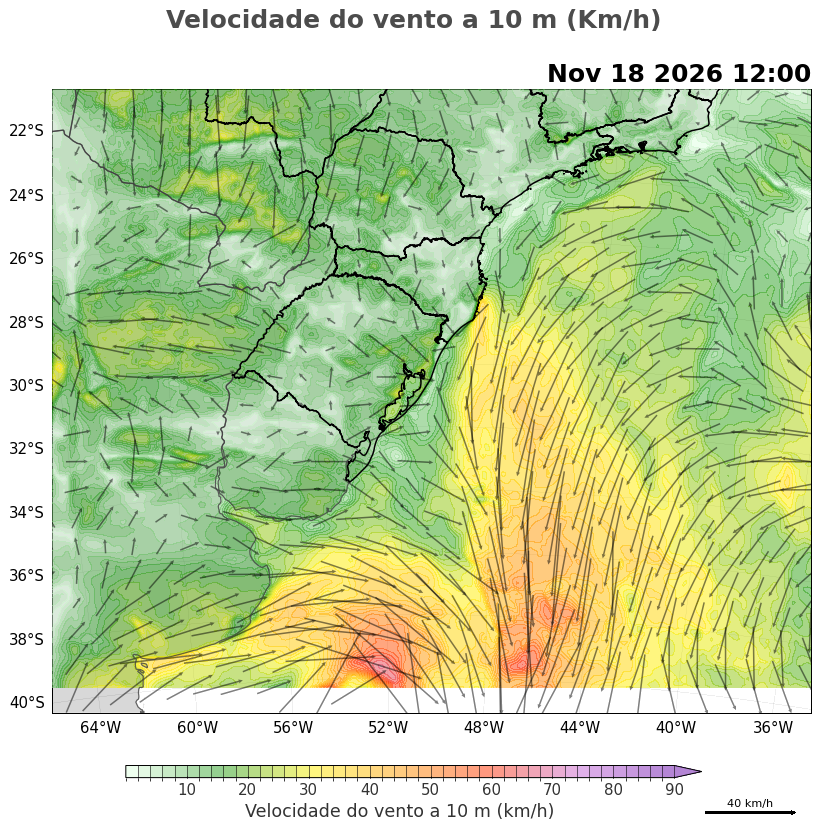 Velocidade do vento a 10 m (Km/h)
Nov 18 2026 12:00
22°S
24°S
26°S
28°S
30°S
32°S
34°S
36°S
38°S
40°S
64°W 60°W 56°W 52°W 48°W 44°W 40°W 36°W
10 20 30 40 50 60 70 80 90
Velocidade do vento a 10 m (km/h)
40 km/h